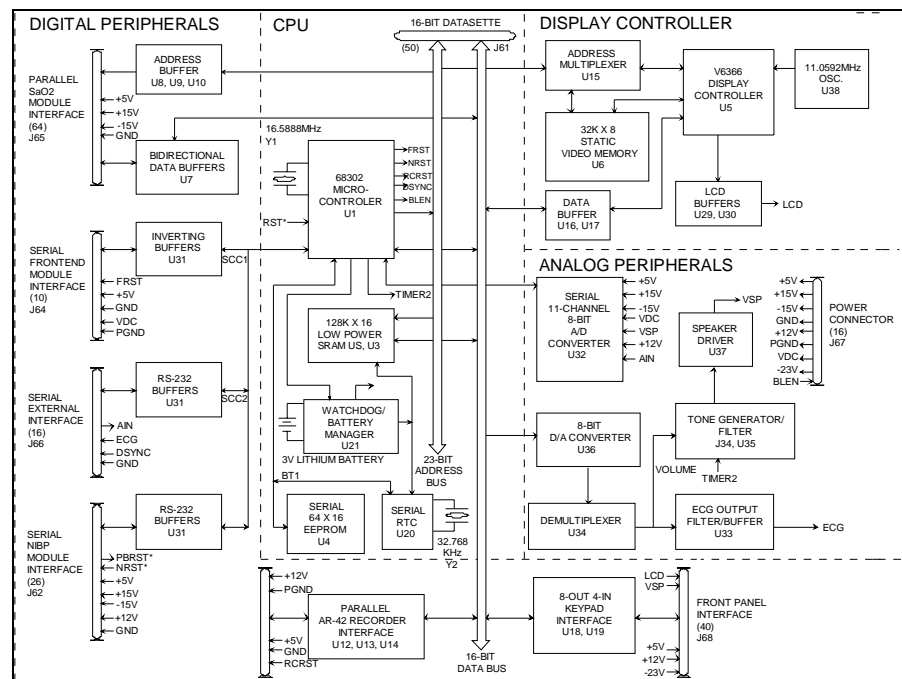 DIGITAL PERIPHERALS
PARALLEL
SaO2
MODULE
INTERFACE
(64)
J65
ADDRESS
BUFFER
U8, U9, U10
+5V
+15V
-15V
GND
BIDIRECTIONAL
DATA BUFFERS
U7
SERIAL
FRONTEND
MODULE
INTERFACE
(10)
J64
INVERTING
BUFFERS
U31
SCC1
FRST
+5V
GND
VDC
PGND
SERIAL
EXTERNAL
INTERFACE
(16)
J66
RS-232
BUFFERS
U31
SCC2
AIN
ECG
DSYNC
GND
SERIAL
NIBP
MODULE
INTERFACE
(26)
J62
RS-232
BUFFERS
U31
PBRST*
NRST*
+5V
+15V
-15V
+12V
GND
CPU
16-BIT DATASETTE
(50)
J61
16.5888MHz
Y1
68302
MICRO-
CONTROLER
U1
FRST
NRST
RCRST
DSYNC
BLEN
RST*
TIMER2
128K X 16
LOW POWER
SRAM US, U3
WATCHDOG/
BATTERY
MANAGER
U21
3V LITHIUM BATTERY
BT1
23-BIT
ADDRESS
BUS
SERIAL
64 X 16
EEPROM
U4
SERIAL
RTC
U20
32.768
KHz
Y2
DISPLAY CONTROLLER
ADDRESS
MULTIPLEXER
U15
V6366
DISPLAY
CONTROLLER
U5
11.0592MHz
OSC.
U38
32K X 8
STATIC
VIDEO MEMORY
U6
DATA
BUFFER
U16, U17
LCD
BUFFERS
U29, U30
LCD
ANALOG PERIPHERALS
SERIAL
11-CHANNEL
8-BIT
A/D
CONVERTER
U32
+5V
+15V
-15V
VDC
VSP
+12V
AIN
VSP
SPEAKER
DRIVER
U37
+5V
+15V
-15V
GND
+12V
PGND
VDC
-23V
BLEN
POWER
CONNECTOR
(16)
J67
8-BIT
D/A CONVERTER
U36
TONE GENERATOR/
FILTER
J34, U35
VOLUME
TIMER2
DEMULTIPLEXER
U34
ECG OUTPUT
FILTER/BUFFER
U33
ECG
+12V
PGND
PARALLEL
AR-42 RECORDER
INTERFACE
U12, U13, U14
+5V
GND
RCRST
16-BIT
DATA BUS
8-OUT 4-IN
KEYPAD
INTERFACE
U18, U19
LCD
VSP
FRONT PANEL
INTERFACE
(40)
J68
+5V
+12V
-23V